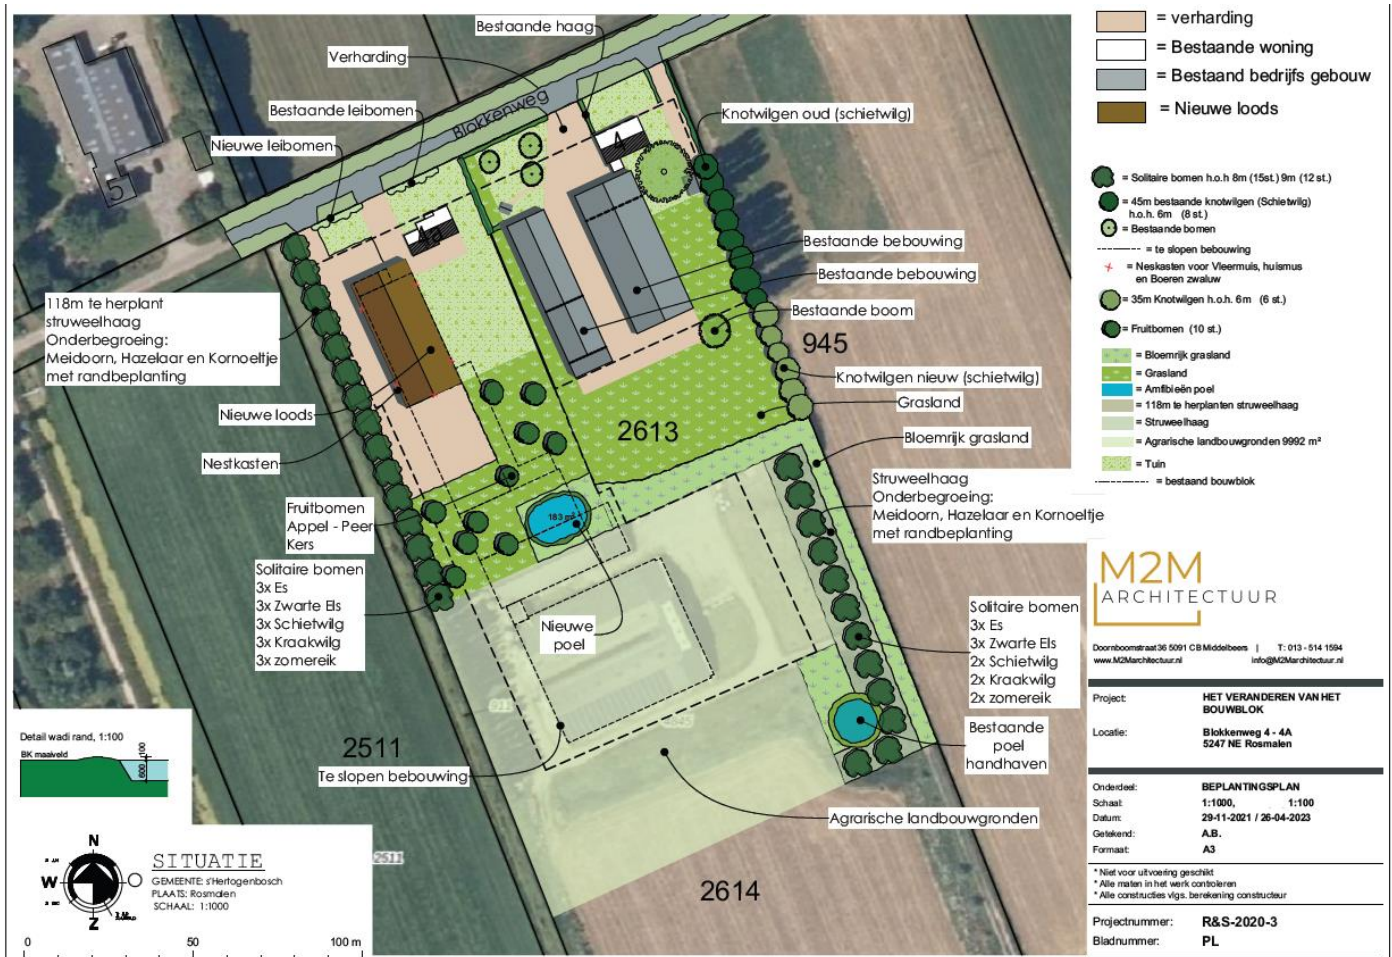 Bestaande haag
Verharding
Bestaande leibomen
Nieuwe leibomen
Blokkenweg
Knotwilgen oud (schietwilg)
4
4a
5
Bestaande bebouwing
Bestaande bebouwing
Bestaande boom
945
Knotwilgen nieuw (schietwilg)
Grasland
Bloemrijk grasland
2613
118m te herplant
struweelhaag
Onderbegroeing:
Meidoorn, Hazelaar en Kornoeltje
met randbeplanting
Nieuwe loods
Nestkasten
Fruitbomen
Appel - Peer
Kers
183 m²
Struweelhaag
Onderbegroeing:
Meidoorn, Hazelaar en Kornoeltje
met randbeplanting
Solitaire bomen
3x Es
3x Zwarte Els
3x Schietwilg
3x Kraakwilg
3x zomereik
Nieuwe
poel
Solitaire bomen
3x Es
3x Zwarte Els
2x Schietwilg
2x Kraakwilg
2x zomereik
Bestaande
poel
handhaven
911
4845
2511
Te slopen bebouwing
Agrarische landbouwgronden
2511
2614
Detail wadi rand, 1:100
BK maaiveld
100
600
N
W
Z
SITUATIE
GEMEENTE: s'Hertogenbosch
PLAATS: Rosmalen
SCHAAL: 1:1000
0 50 100 m
= verharding
= Bestaande woning
= Bestaand bedrijfs gebouw
= Nieuwe loods
= Solitaire bomen h.o.h 8m (15st.) 9m (12 st.)
= 45m bestaande knotwilgen (Schietwilg)
h.o.h. 6m (8 st.)
= Bestaande bomen
= te slopen bebouwing
= Neskasten voor Vleermuis, huismus
en Boeren zwaluw
= 35m Knotwilgen h.o.h. 6m (6 st.)
= Fruitbomen (10 st.)
= Bloemrijk grasland
= Grasland
= Amfibieën poel
= 118m te herplanten struweelhaag
= Struweelhaag
= Agrarische landbouwgronden 9992 m²
= Tuin
= bestaand bouwblok
M2M
ARCHITECTUUR
Doornboomstraat 36 5091 CB Middelbeers | T: 013 - 514 1594
www.M2Marchitectuur.nl info@M2Marchitectuur.nl
Project: HET VERANDEREN VAN HET
BOUWBLOK
Locatie: Blokkenweg 4 - 4A
5247 NE Rosmalen
Onderdeel: BEPLANTINGSPLAN
Schaal: 1:1000, 1:100
Datum: 29-11-2021 / 26-04-2023
Getekend: A.B.
Formaat: A3
* Niet voor uitvoering geschikt
* Alle maten in het werk controleren
* Alle constructies vlgs. berekening constructeur
Projectnummer: R&S-2020-3
Bladnummer: PL